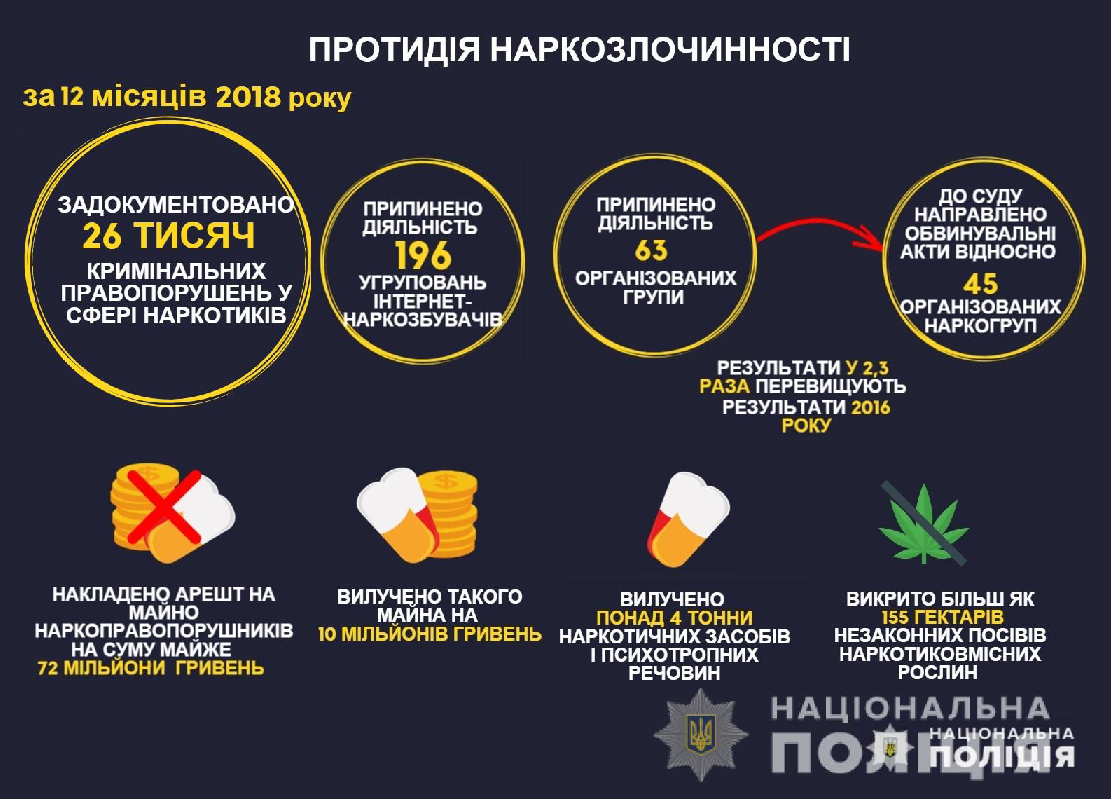 ПРОТИДІЯ НАРКОЗЛОЧИННОСТІ
за 12 місяців 2018 року
ЗАДОКУМЕНТОВАНО
26 ТИСЯЧ
КРИМІНАЛЬНИХ
ПРАВОПОРУШЕНЬ У
СФЕРІ НАРКОТИКІВ
ПРИПИНЕНО
ДІЯЛЬНІСТЬ
196
УГРУПОВАНЬ
ІНТЕРНЕТ-
НАРКОЗБУВАЧІВ
ПРИПИНЕНО
ДІЯЛЬНІСТЬ
63
ОРГАНІЗОВАНИХ
ГРУПИ
ДО СУДУ
НАПРАВЛЕНО
ОБВИНУВАЛЬНІ
АКТИ ВІДНОСНО
45
ОРГАНІЗОВАНИХ
НАРКОГРУП
РЕЗУЛЬТАТИ У 2,3
РАЗА ПЕРЕВИЩУЮТЬ
РЕЗУЛЬТАТИ 2016
РОКУ
НАКЛАДЕНО АРЕШТ НА
МАЙНО
НАРКОПРАВОПОРУШНИКІВ
НА СУМУ МАЙЖЕ
72 МІЛЬЙОНИ ГРИВЕНЬ
ВИЛУЧЕНО ТАКОГО
МАЙНА НА
10 МІЛЬЙОНІВ ГРИВЕНЬ
ВИЛУЧЕНО
ПОНАД 4 ТОННИ
НАРКОТИЧНИХ ЗАСОБІВ
І ПСИХОТРОПНИХ
РЕЧОВИН
ВИКРИТО БІЛЬШ ЯК
155 ГЕКТАРІВ
НЕЗАКОННИХ ПОСІВІВ
НАРКОТИКОВМІСНИХ
РОСЛИН
НАЦІОНАЛЬНА
ПОЛІЦІЯ
НАЦІОНАЛЬНА
ПОЛІЦІЯ